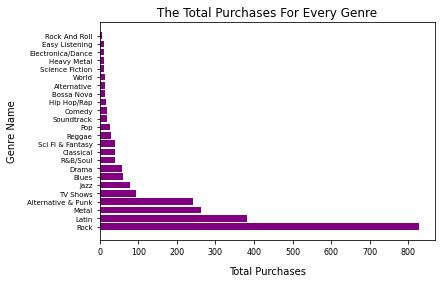 The Total Purchases For Every Genre
Genre Name
Rock And Roll
Easy Listening
Electronica/Dance
Heavy Metal
Science Fiction
World
Alternative
Bossa Nova
Hip Hop/Rap
Comedy
Soundtrack
Pop
Reggae
Sci Fi & Fantasy
Classical
R&B/Soul
Drama
Blues
Jazz
TV Shows
Alternative & Punk
Metal
Latin
Rock
0 100 200 300 400 500 600 700 800
Total Purchases